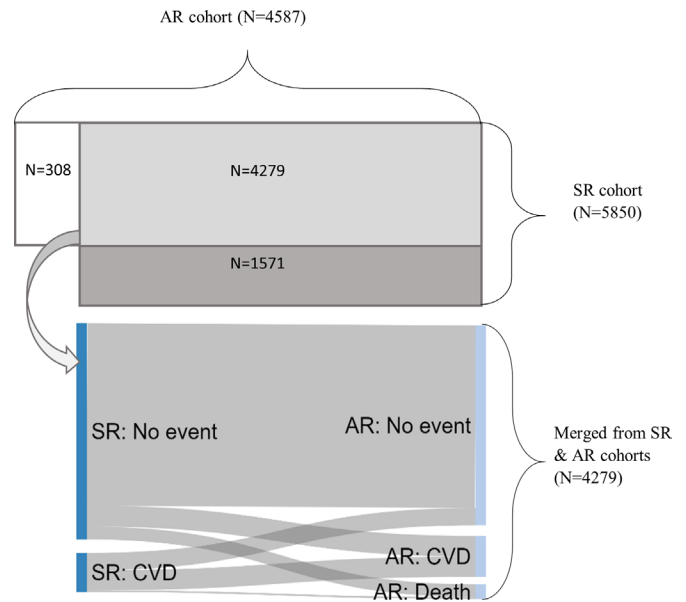 AR cohort (N=4587)
N=308
N=4279
SR cohort
(N=5850)
N=1571
SR: No event
AR: No event
Merged from SR
& AR cohorts
(N=4279)
AR: CVD
SR: CVD
AR: Death